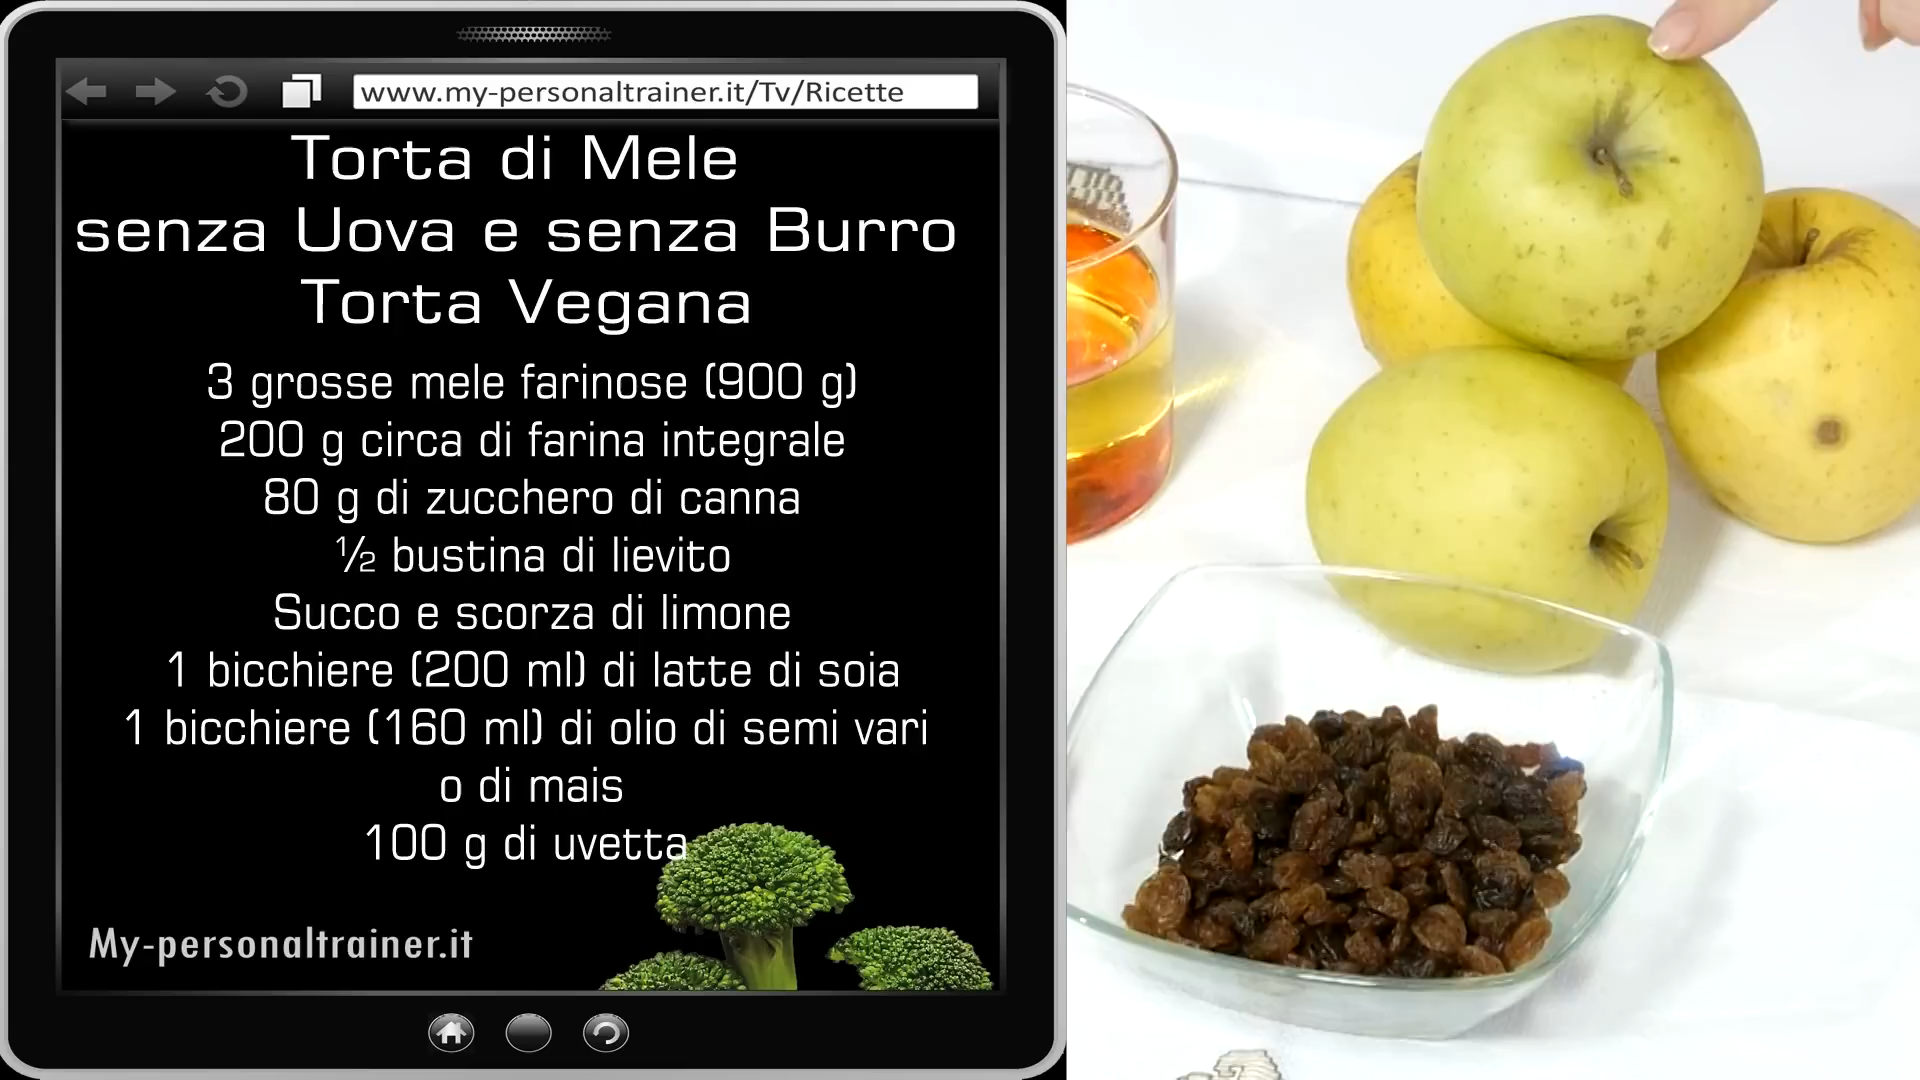 www.my-personaltrainer.it/Tv/Ricette
Torta di Mele
senza Uova e senza Burro
Torta Vegana
3 grosse mele farinose (900 g)
200 g circa di farina integrale
80 g di zucchero di canna
½ bustina di lievito
Succo e scorza di limone
1 bicchiere (200 ml) di latte di soia
1 bicchiere (160 ml) di olio di semi vari
o di mais
100 g di uvetta
My-personaltrainer.it